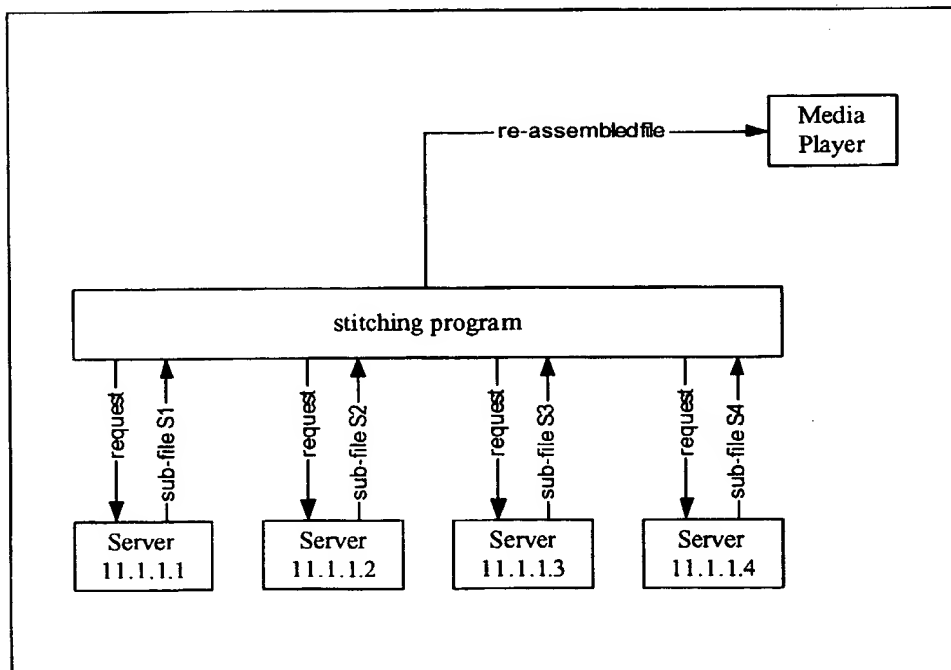 Media
Player
re-assembledfile
stitching program
request
sub-file S1
request
sub-file S2
request
sub-file S3
request
sub-file S4
Server
11.1.1.1
Server
11.1.1.2
Server
11.1.1.3
Server
11.1.1.4